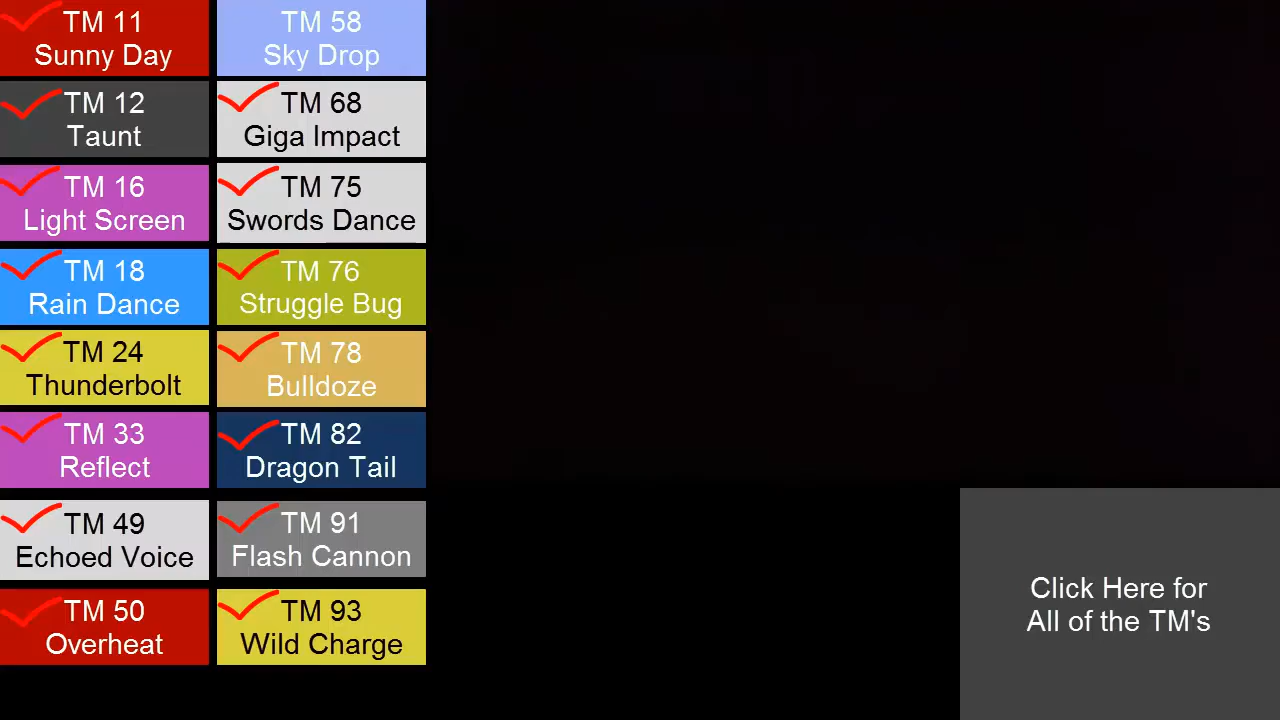 TM 11
Sunny Day
TM 12
Taunt
TM 16
Light Screen
TM 18
Rain Dance
TM 24
Thunderbolt
TM 33
Reflect
TM 49
Echoed Voice
TM 50
Overheat
TM 58
Sky Drop
TM 68
Giga Impact
TM 75
Swords Dance
TM 76
Struggle Bug
TM 78
Bulldoze
TM 82
Dragon Tail
TM 91
Flash Cannon
TM 93
Wild Charge
Click Here for
All of the TM's